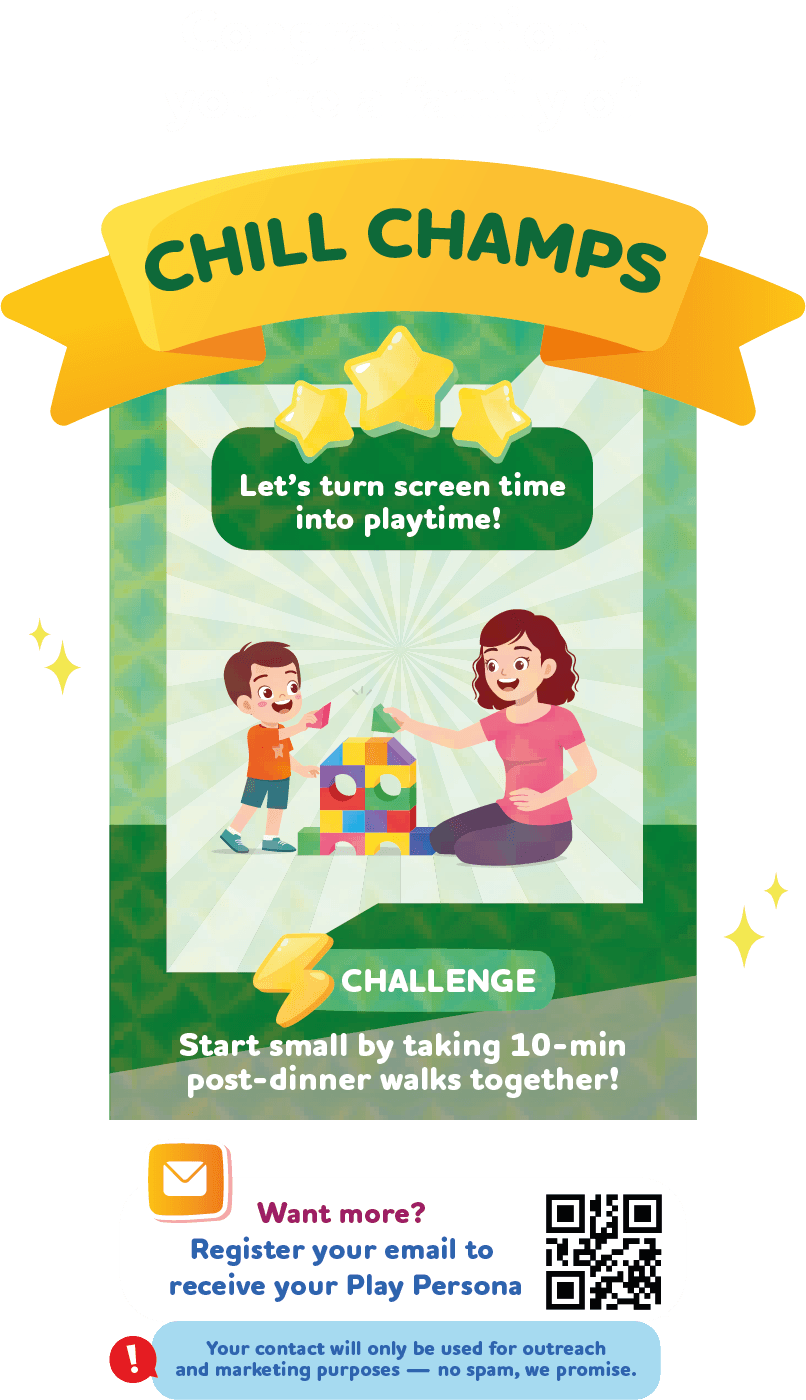 CHILL CHAMPS
Let's turn screen time
into playtime!
CHALLENGE
Start small by taking 10-min
post-dinner walks together!
Want more?
Register your email to
receive your Play Persona
Your contact will only be used for outreach
and marketing purposes — no spam, we promise.